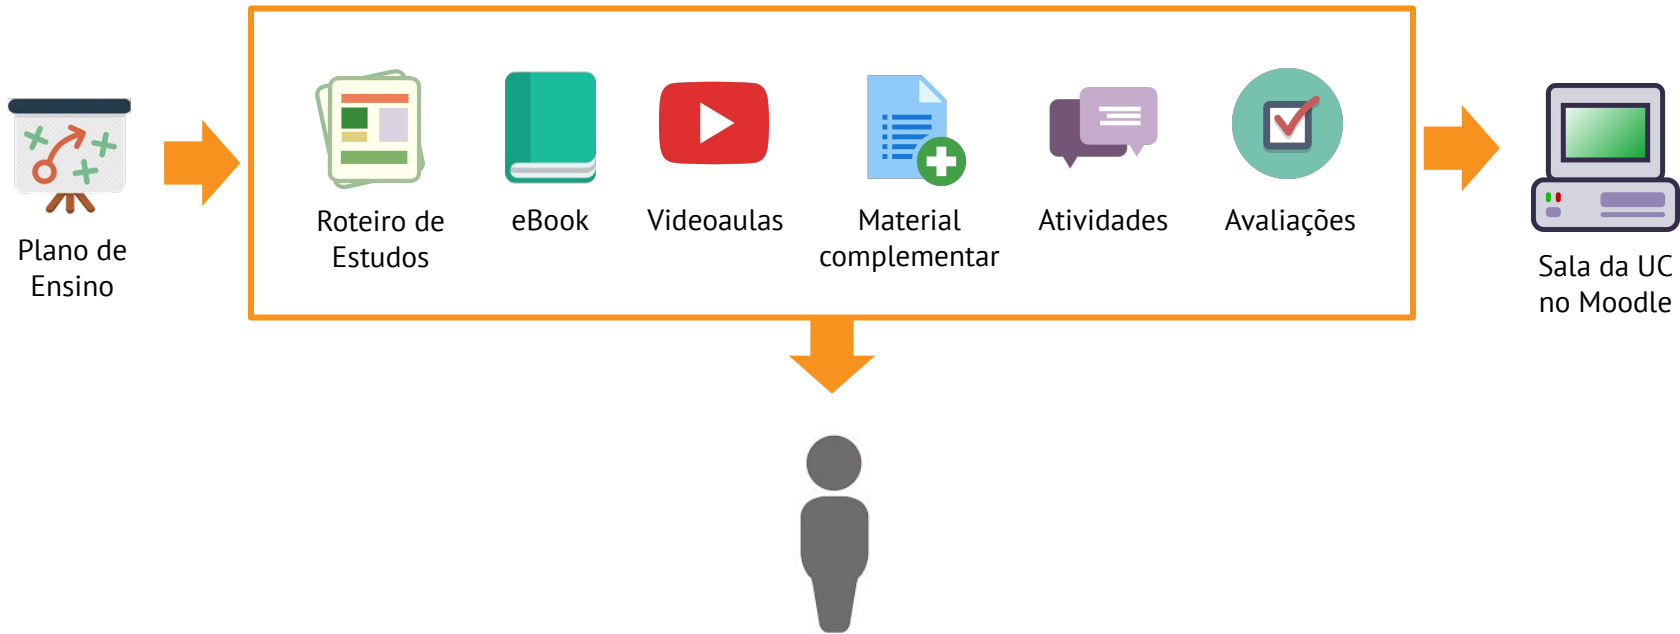 Plano de
Ensino
Roteiro de
Estudos
eBook
Videoaulas
Material
complementar
Atividades
Avaliações
Sala da UC
no Moodle